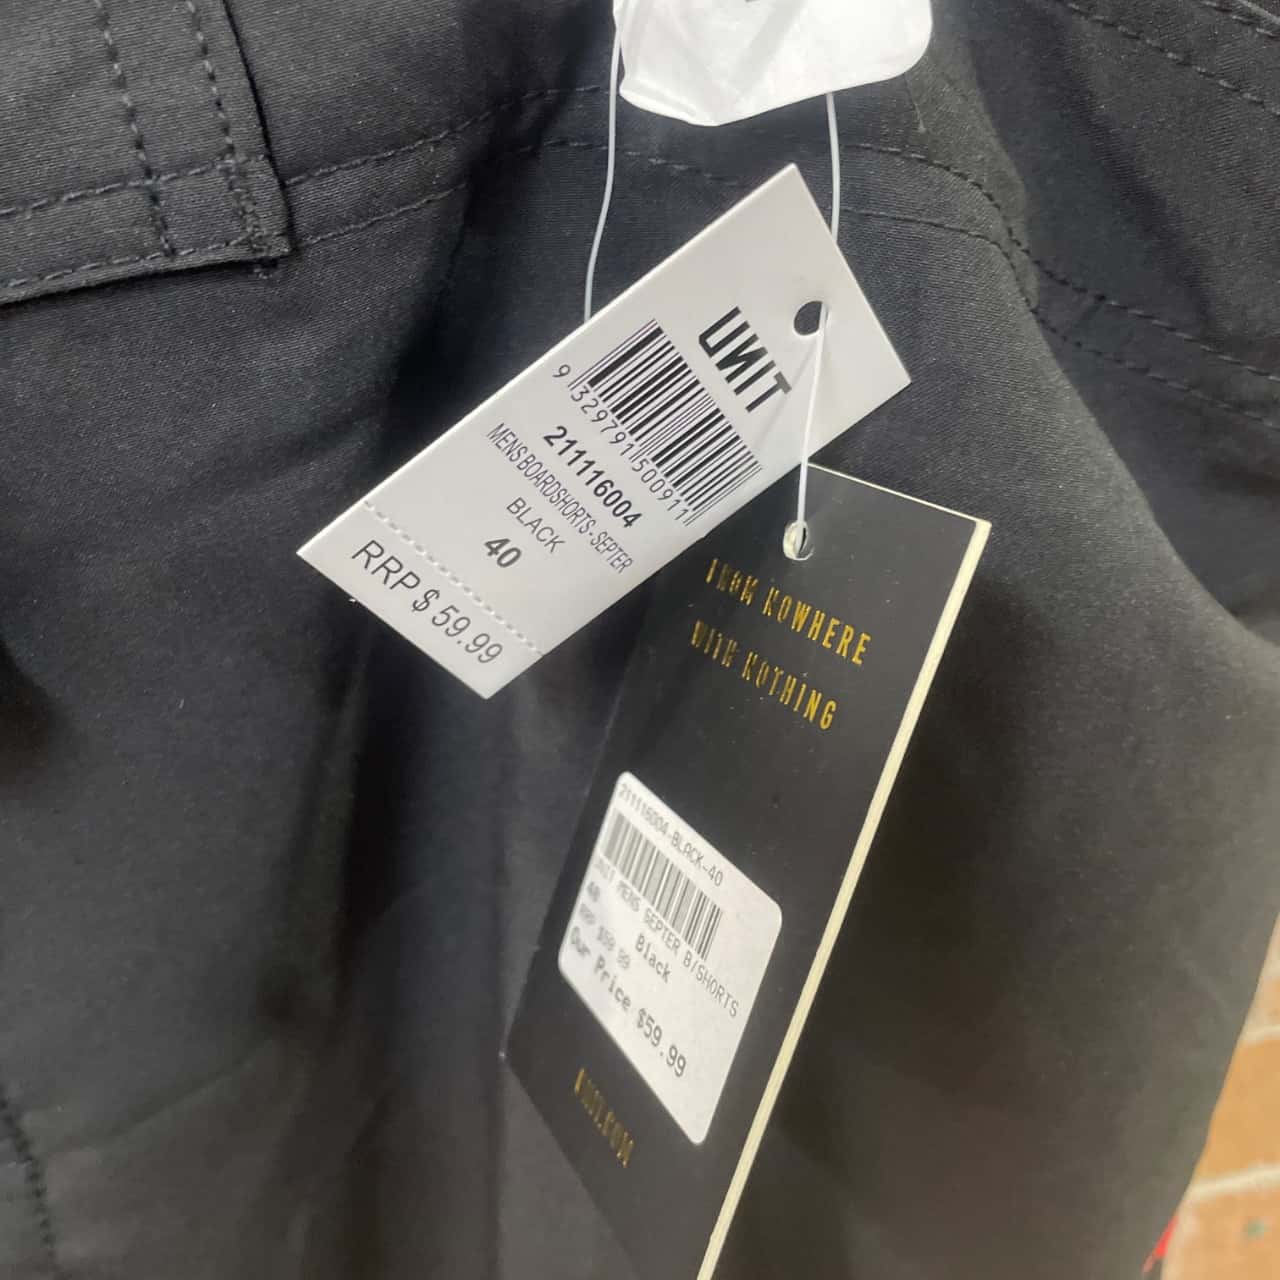 UNIT
9 329791 500911
211116004
MENS BOARDSHORTS - SEPTER
BLACK
40
RRP $ 59.99
FROM NOWHERE
WITH NOTHING
211116004-BLACK-40
UNIT MENS SEPTER B/SHORTS
40 Black
RRP $59.99
Our Price $59.99